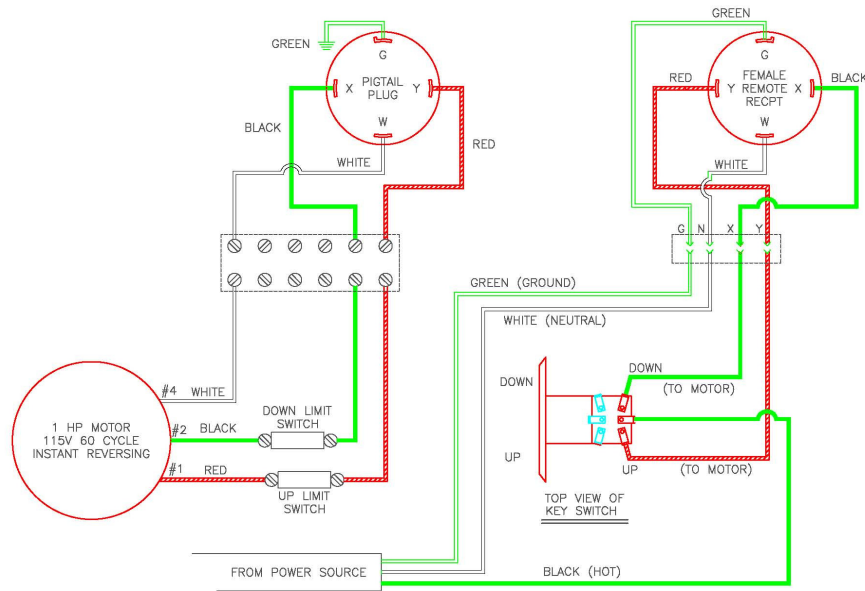 GREEN
G
PIGTAIL
PLUG
X
Y
W
BLACK
WHITE
RED
GREEN
G
RED
FEMALE
REMOTE
RECPT
Y
X
BLACK
W
WHITE
G N X Y
GREEN (GROUND)
WHITE (NEUTRAL)
DOWN
DOWN
(TO MOTOR)
UP
UP
(TO MOTOR)
TOP VIEW OF
KEY SWITCH
#4
WHITE
1 HP MOTOR
115V 60 CYCLE
INSTANT REVERSING
#2
BLACK
DOWN LIMIT
SWITCH
#1
RED
UP LIMIT
SWITCH
FROM POWER SOURCE
BLACK (HOT)